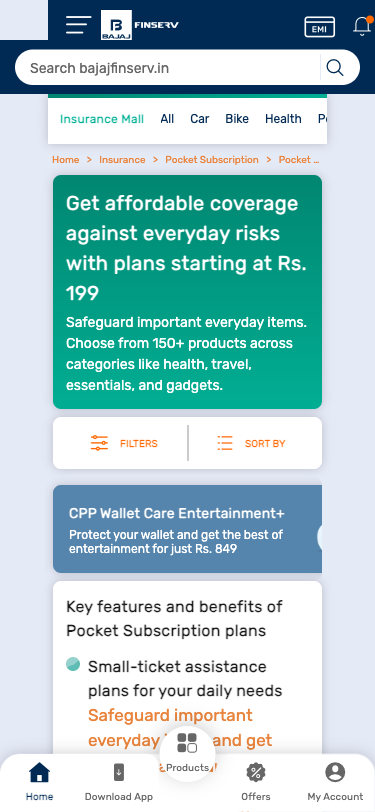 BAJAJ
FINSERV
EMI
Search bajajfinserv.in
Insurance Mall All Car Bike Health
Home > Insurance > Pocket Subscription > Pocket ...
Get affordable coverage
against everyday risks
with plans starting at Rs.
199
Safeguard important everyday items.
Choose from 150+ products across
categories like health, travel,
essentials, and gadgets.
FILTERS
SORT BY
CPP Wallet Care Entertainment+
Protect your wallet and get the best of
entertainment for just Rs. 849
Key features and benefits of
Pocket Subscription plans
Small-ticket assistance
plans for your daily needs
Safeguard important
everyday and get
Home
Download App
Products
Offers
My Account